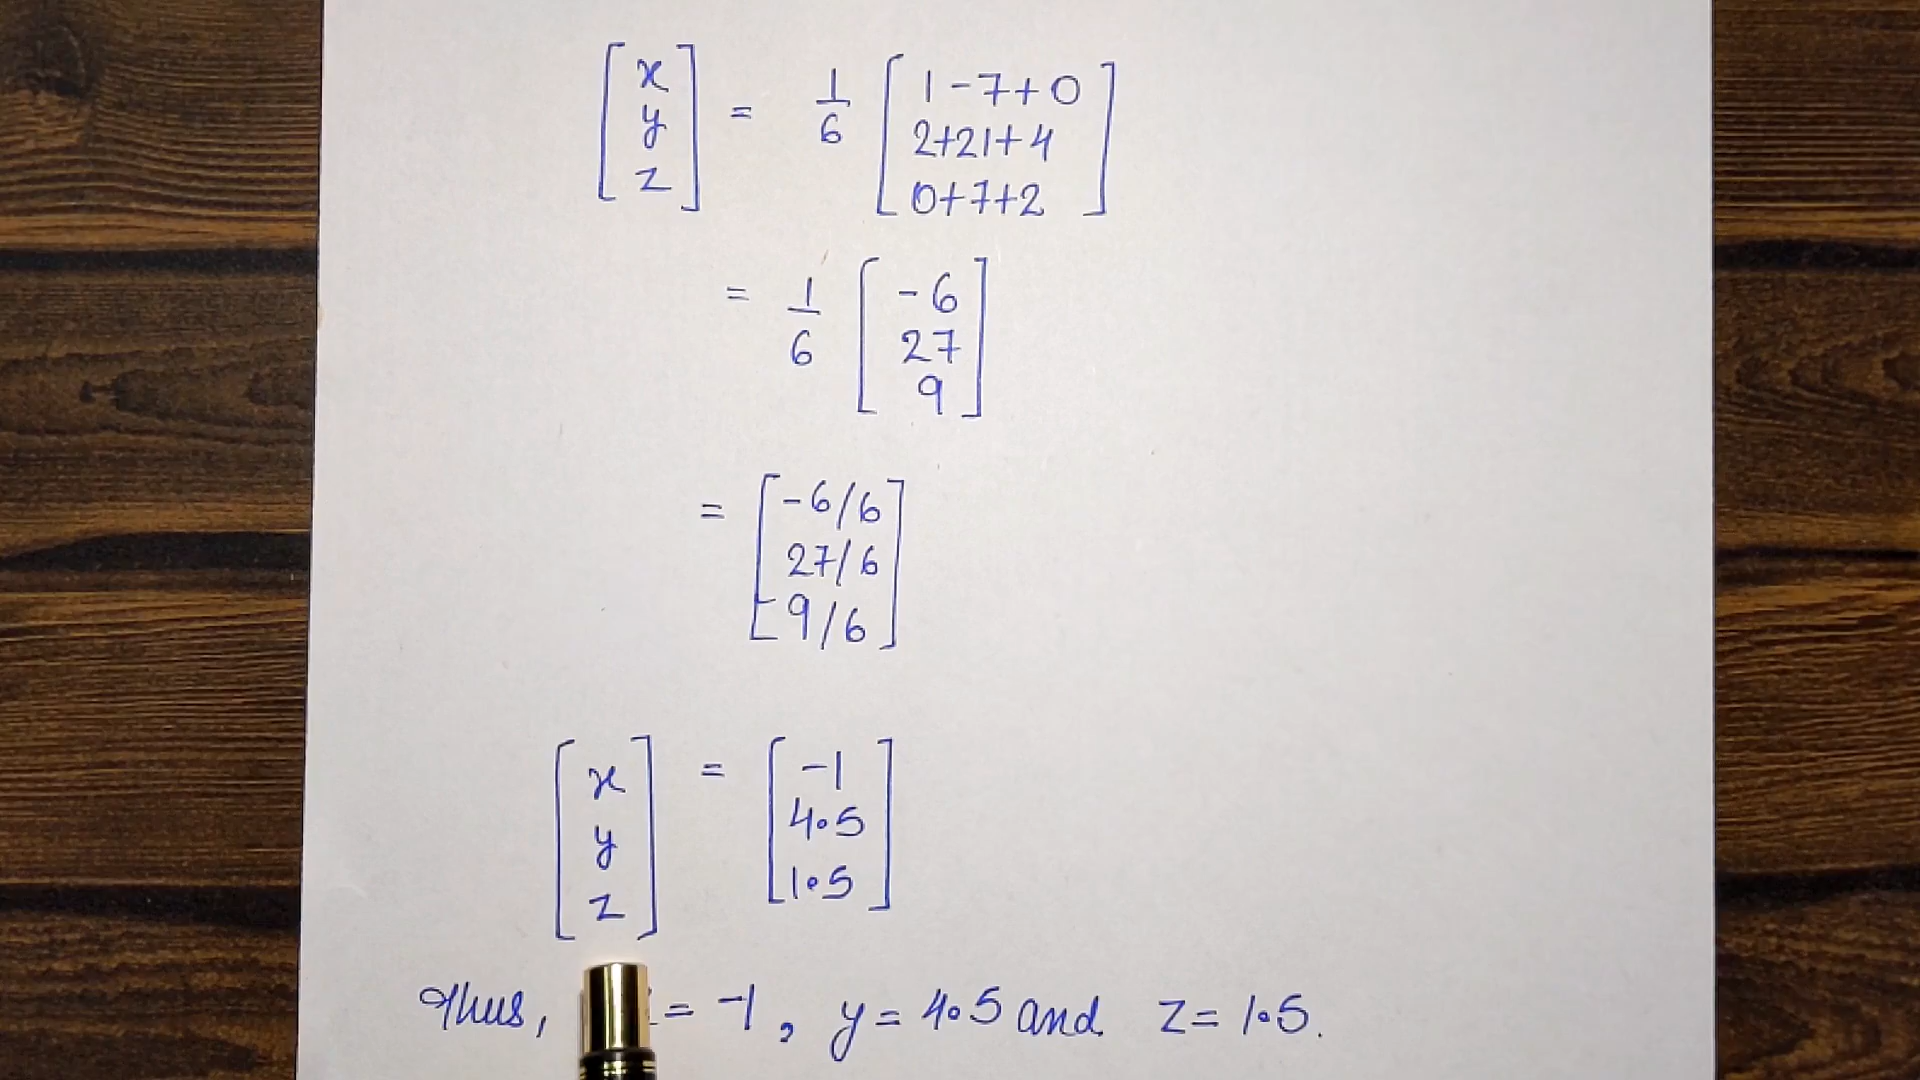 [x y z] = 1/6 [1-7+0 2+21+4 0+7+2]
= 1/6 [-6 27 9]
= [-6/6 27/6 9/6]
[x y z] = [-1 4.5 1.5]
Thus, = -1, y = 4.5 and z = 1.5.